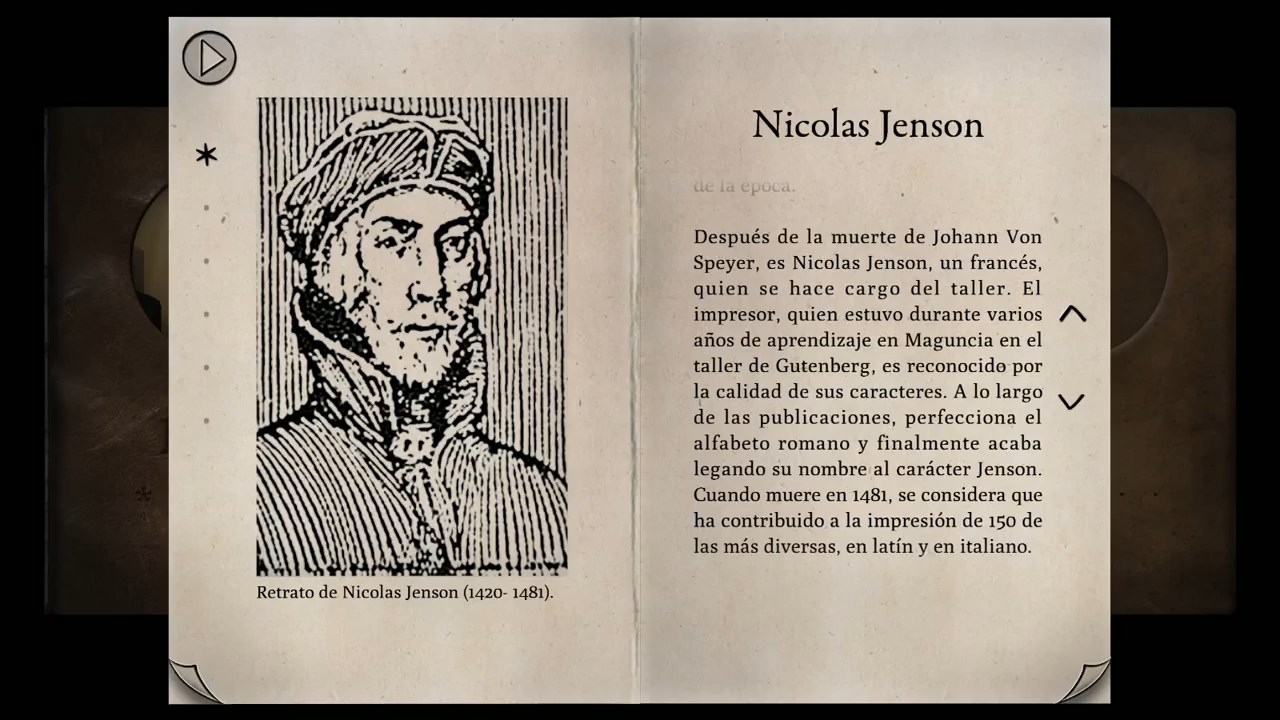 Nicolas Jenson
de la época.
Después de la muerte de Johann Von
Speyer, es Nicolas Jenson, un francés,
quien se hace cargo del taller. El
impresor, quien estuvo durante varios
años de aprendizaje en Maguncia en el
taller de Gutenberg, es reconocido por
la calidad de sus caracteres. A lo largo
de las publicaciones, perfecciona el
alfabeto romano y finalmente acaba
legando su nombre al carácter Jenson.
Cuando muere en 1481, se considera que
ha contribuido a la impresión de 150 de
las más diversas, en latín y en italiano.
Retrato de Nicolas Jenson (1420- 1481).